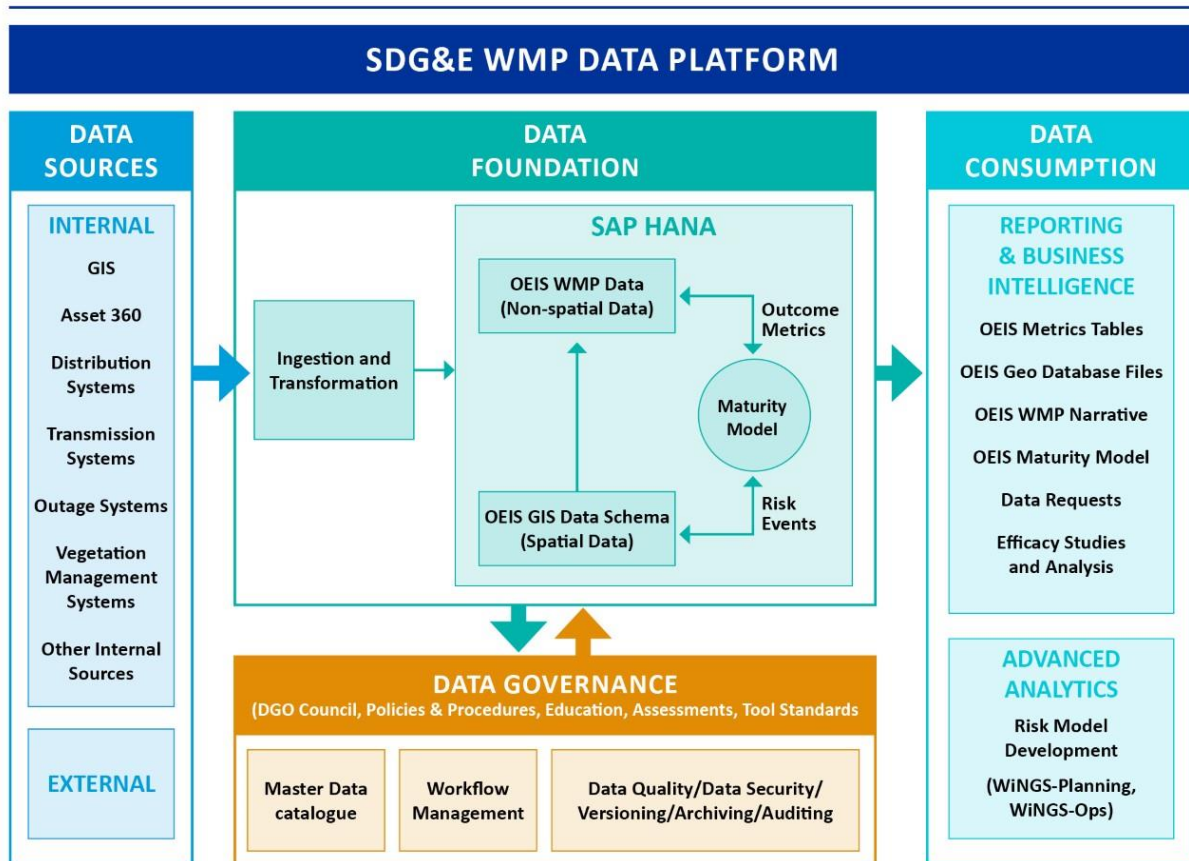 SDG&E WMP DATA PLATFORM
DATA
SOURCES
INTERNAL
GIS
Asset 360
Distribution
Systems
Transmission
Systems
Outage Systems
Vegetation
Management
Systems
Other Internal
Sources
EXTERNAL
DATA
FOUNDATION
Ingestion and
Transformation
SAP HANA
OEIS WMP Data
(Non-spatial Data)
Outcome
Metrics
Maturity
Model
OEIS GIS Data Schema
(Spatial Data)
Risk
Events
DATA GOVERNANCE
(DGO Council, Policies & Procedures, Education, Assessments, Tool Standards
Master Data
catalogue
Workflow
Management
Data Quality/Data Security/
Versioning/Archiving/Auditing
DATA
CONSUMPTION
REPORTING
& BUSINESS
INTELLIGENCE
OEIS Metrics Tables
OEIS Geo Database Files
OEIS WMP Narrative
OEIS Maturity Model
Data Requests
Efficacy Studies
and Analysis
ADVANCED
ANALYTICS
Risk Model
Development
(WiNGS-Planning,
WiNGS-Ops)